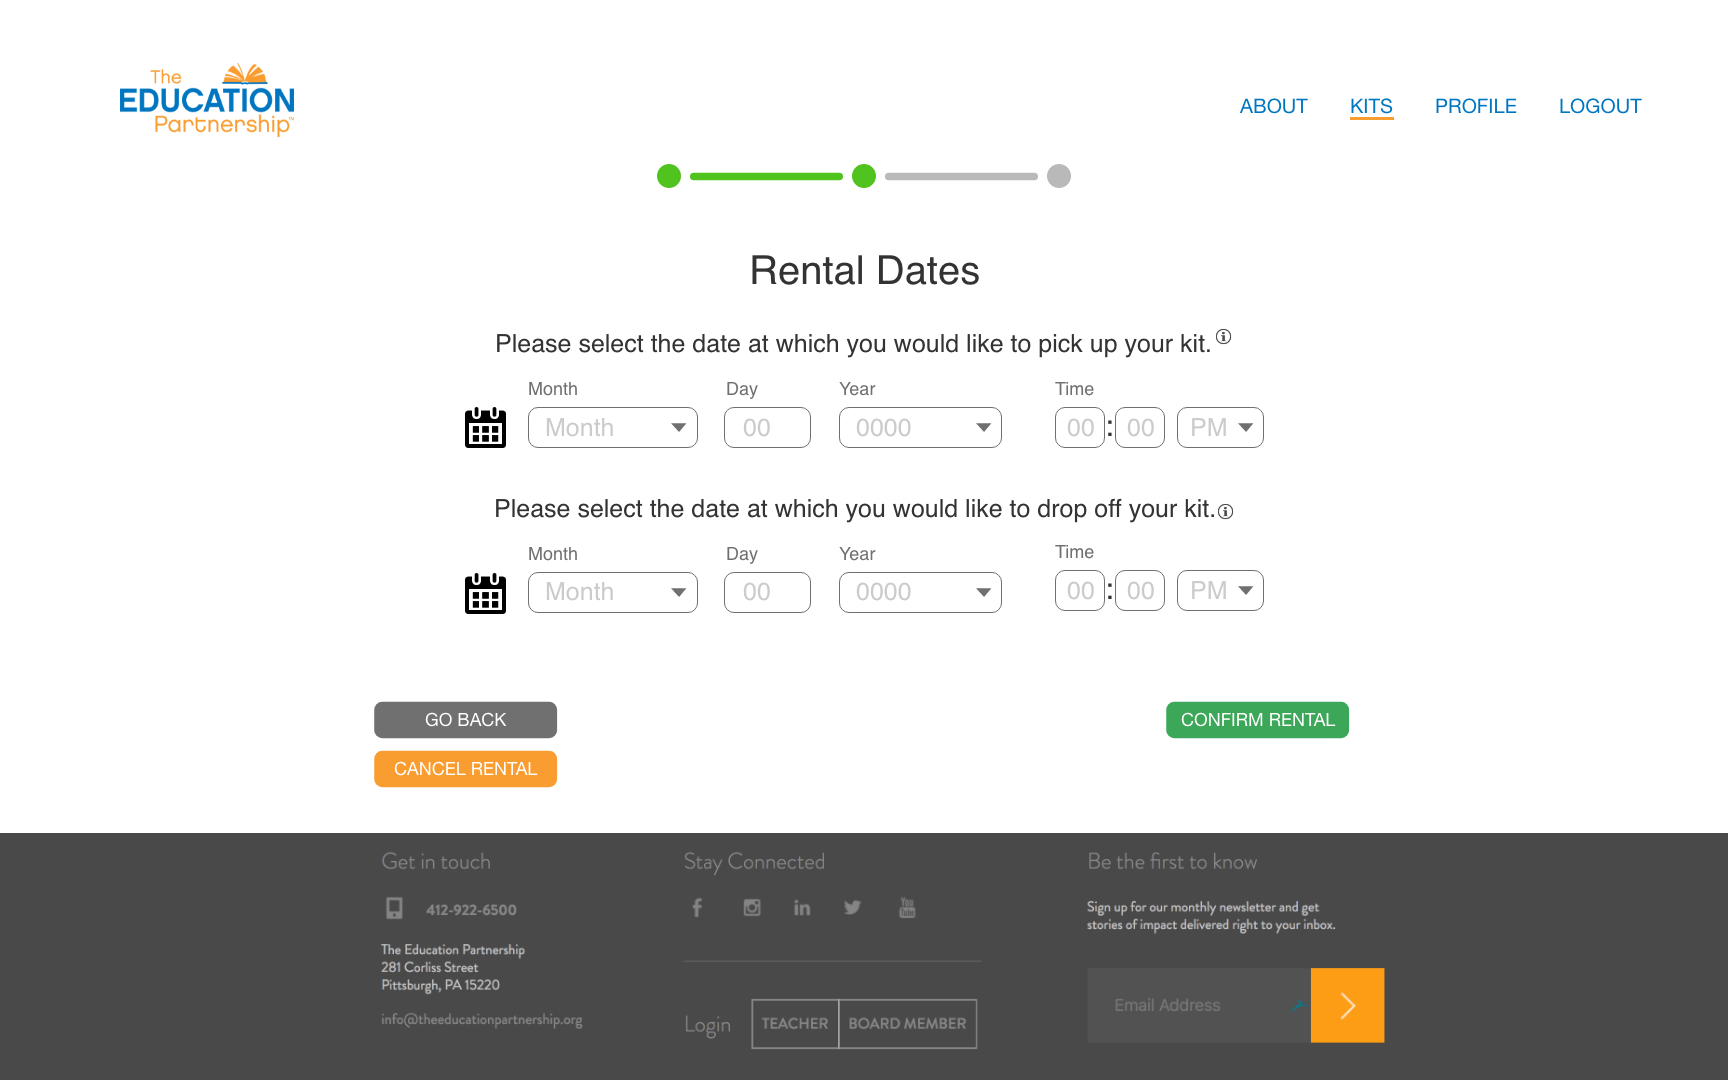 The
EDUCATION
Partnership™
ABOUT KITS PROFILE LOGOUT
Rental Dates
Please select the date at which you would like to pick up your kit.
Month Day Year Time
Month 00 0000 00 : 00 PM
Please select the date at which you would like to drop off your kit.
Month Day Year Time
Month 00 0000 00 : 00 PM
GO BACK CONFIRM RENTAL
CANCEL RENTAL
Get in touch Stay Connected Be the first to know
412-922-6500
You
Tube
Sign up for our monthly newsletter and get
stories of impact delivered right to your inbox.
The Education Partnership
281 Corliss Street
Pittsburgh, PA 15220
info@theeducationpartnership.org
Login TEACHER BOARD MEMBER
Email Address